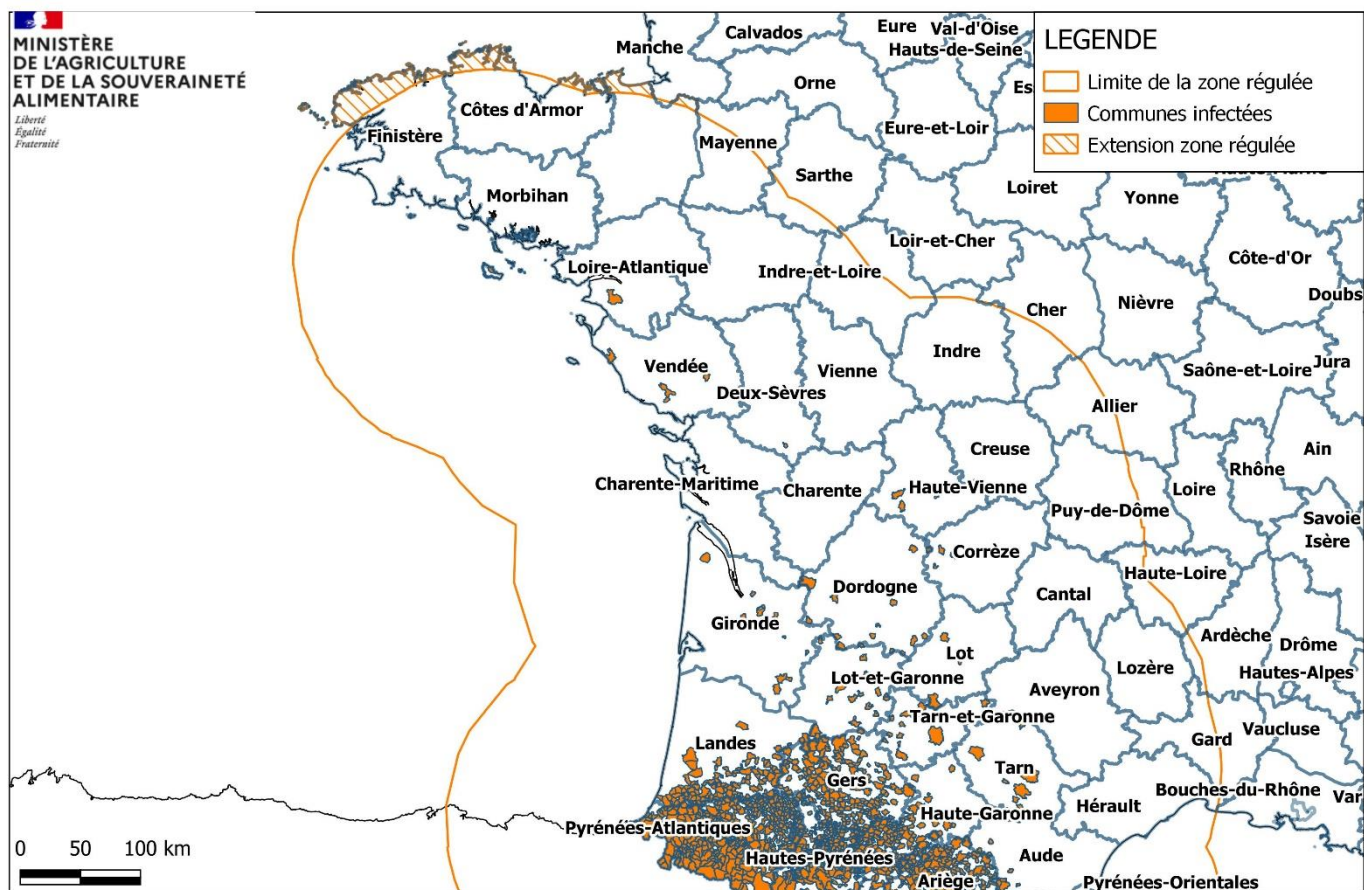 MINISTÈRE
DE L'AGRICULTURE
ET DE LA SOUVERAINETÉ
ALIMENTAIRE
Liberté
Égalité
Fraternité
LEGENDE
Limite de la zone régulée
Communes infectées
Extension zone régulée
Manche
Calvados
Eure
Val-d'Oise
Hauts-de-Seine
Orne
Côtes d'Armor
Finistère
Mayenne
Eure-et-Loir
Sarthe
Loiret
Yonne
Morbihan
Loir-et-Cher
Côte-d'Or
Loire-Atlantique
Indre-et-Loire
Cher
Nièvre
Doubs
Vendée
Deux-Sèvres
Vienne
Indre
Saône-et-Loire
Jura
Allier
Creuse
Ain
Charente-Maritime
Charente
Haute-Vienne
Puy-de-Dôme
Loire
Rhône
Savoie
Isère
Corrèze
Dordogne
Cantal
Haute-Loire
Gironde
Lot
Ardèche
Drôme
Hautes-Alpes
Lot-et-Garonne
Aveyron
Lozère
Tarn-et-Garonne
Landes
Gard
Vaucluse
Gers
Tarn
Bouches-du-Rhône
Var
Hérault
Haute-Garonne
Pyrénées-Atlantiques
Hautes-Pyrénées
Aude
Ariège
Pyrénées-Orientales
0 50 100 km